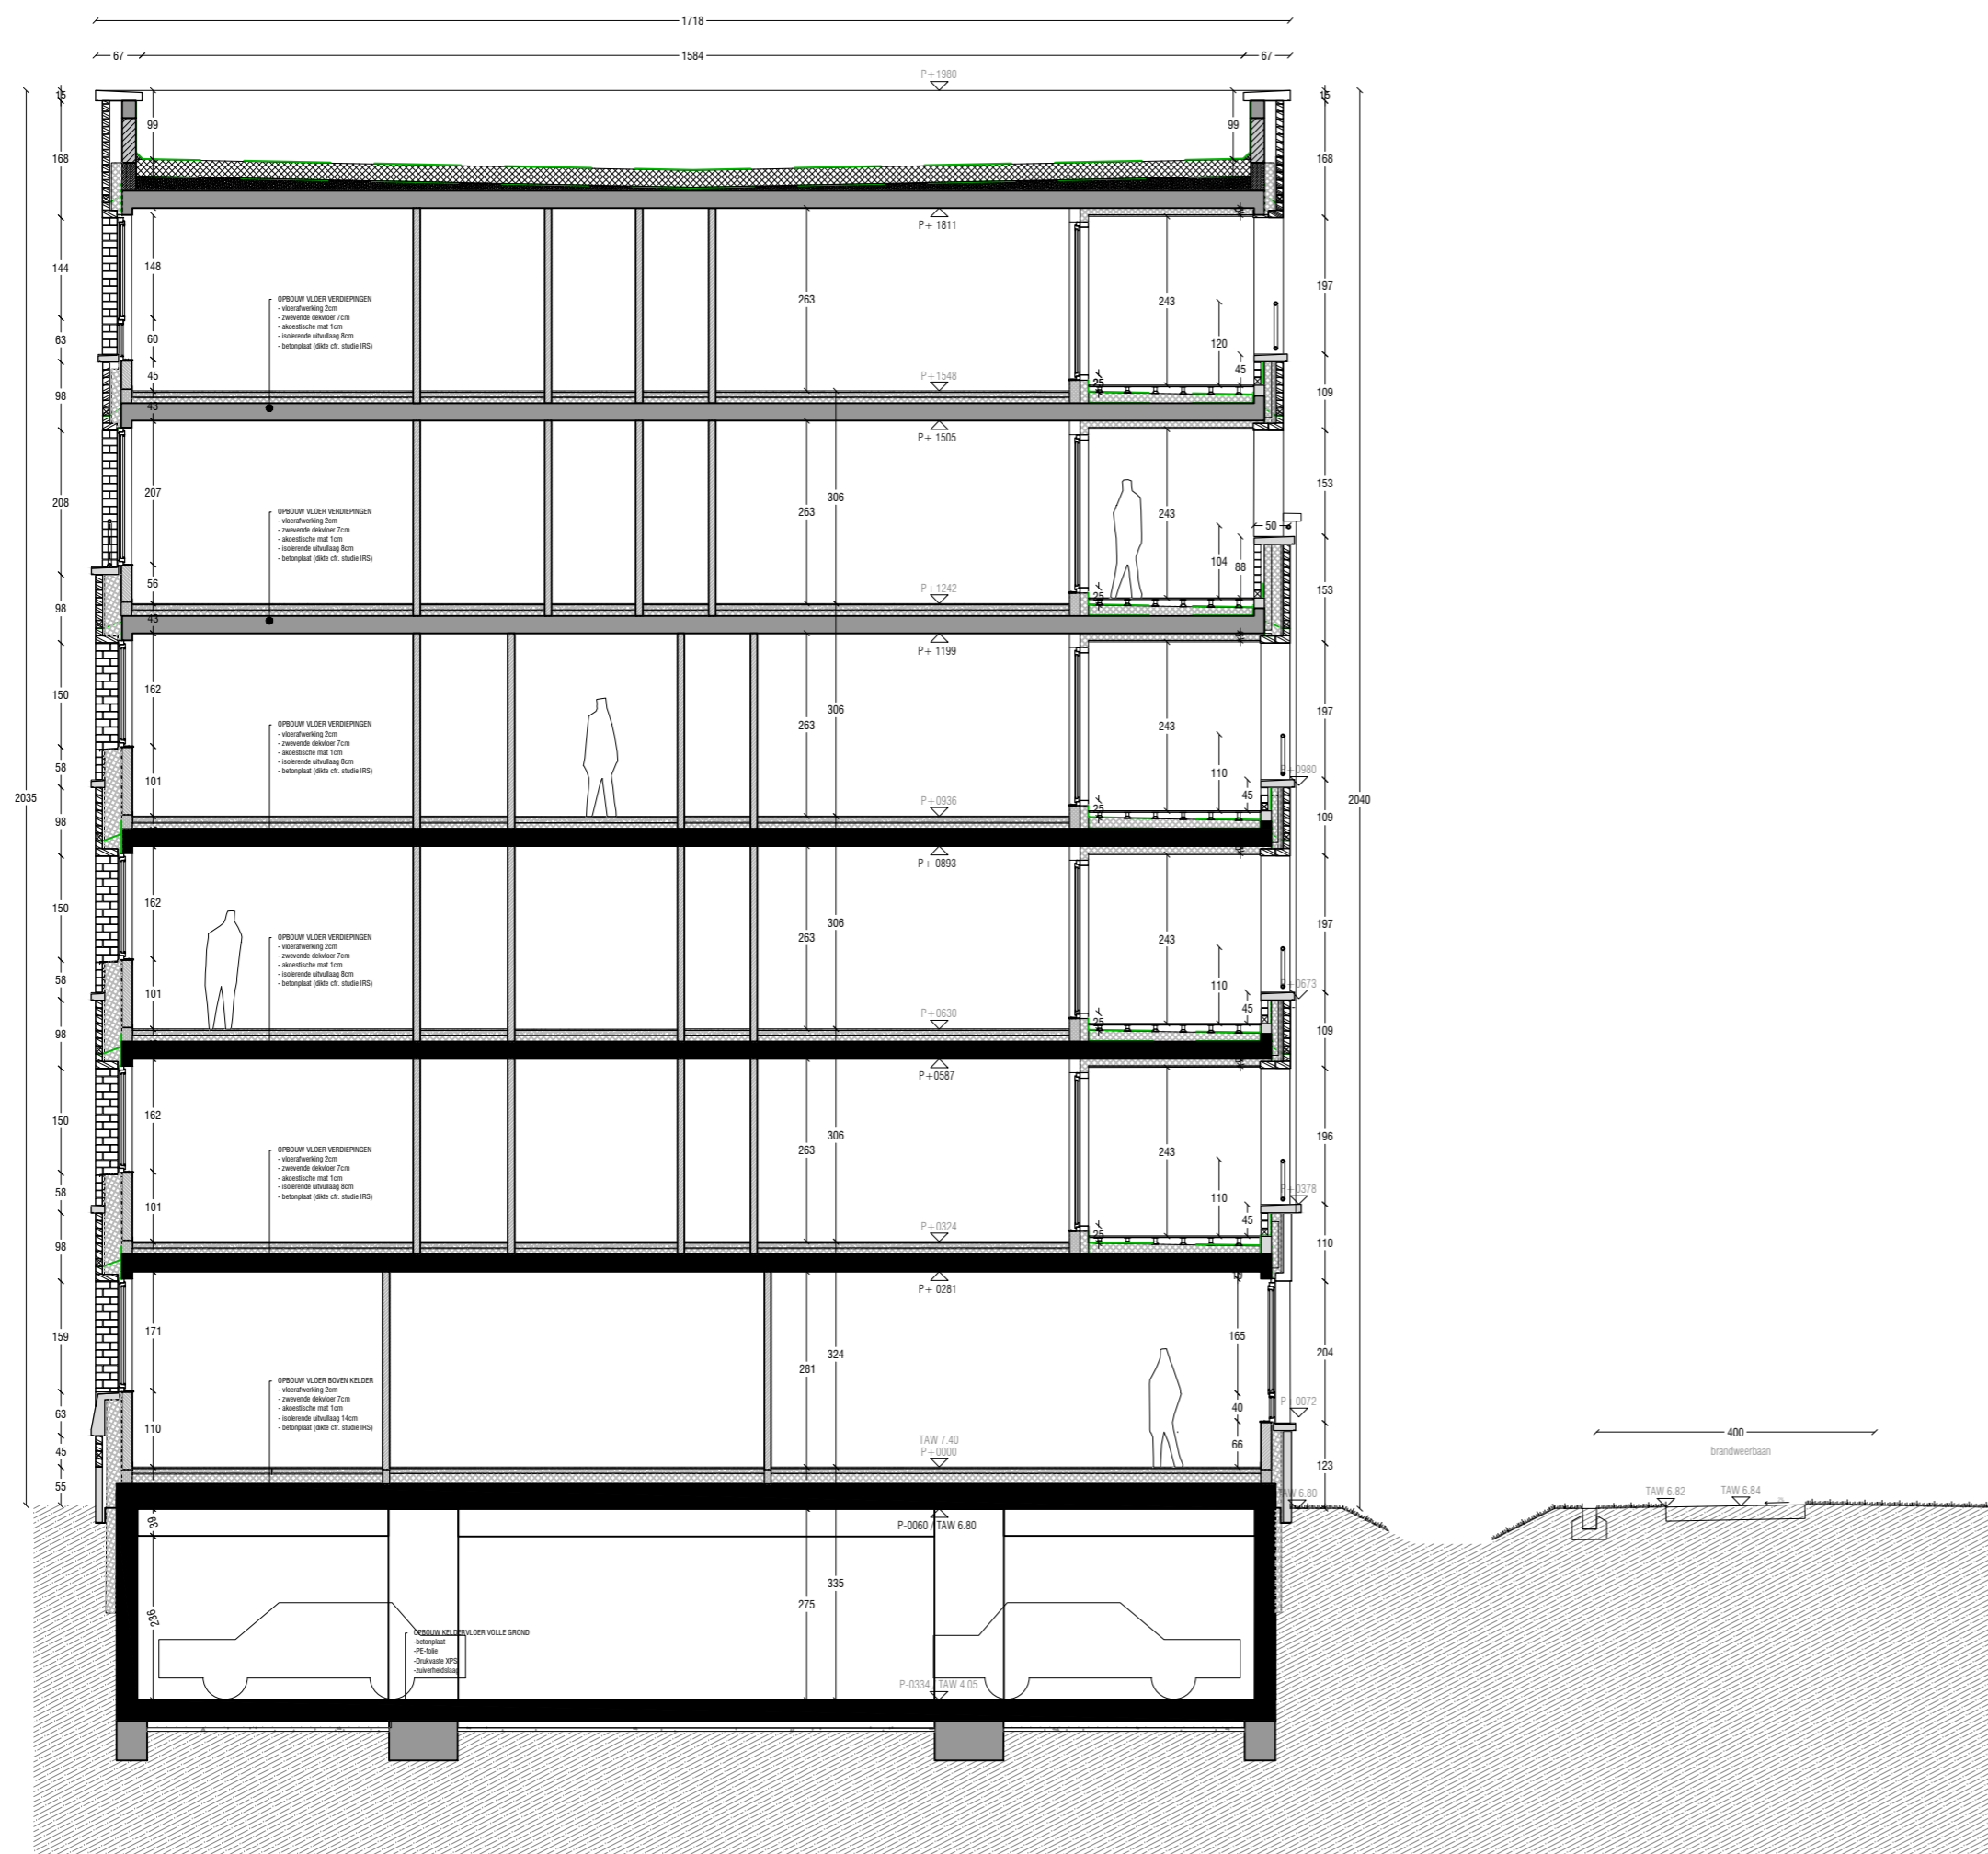 1718
67
1584
67
P+1980
15
15
99
99
168
168
P+ 1811
144
148
263
243
197
OPBOUW VLOER VERDIEPINGEN
- vloerafwerking 2cm
- zwevende dekvloer 7cm
- akoestische mat 1cm
- isolerende uitvullaag 8cm
- betonplaat (dikte cfr. studie IRS)
63
60
120
45
45
P+1548
25
98
43
109
P+ 1505
208
207
306
263
243
153
OPBOUW VLOER VERDIEPINGEN
- vloerafwerking 2cm
- zwevende dekvloer 7cm
- akoestische mat 1cm
- isolerende uitvullaag 8cm
- betonplaat (dikte cfr. studie IRS)
50
104
88
56
P+1242
25
98
153
43
P+ 1199
150
162
306
263
243
197
OPBOUW VLOER VERDIEPINGEN
- vloerafwerking 2cm
- zwevende dekvloer 7cm
- akoestische mat 1cm
- isolerende uitvullaag 8cm
- betonplaat (dikte cfr. studie IRS)
58
101
110
P+0980
45
2035
2040
P+0936
25
98
109
P+ 0893
150
162
306
263
243
197
OPBOUW VLOER VERDIEPINGEN
- vloerafwerking 2cm
- zwevende dekvloer 7cm
- akoestische mat 1cm
- isolerende uitvullaag 8cm
- betonplaat (dikte cfr. studie IRS)
58
101
110
P+0673
45
P+0630
25
98
109
P+0587
150
162
306
263
243
196
OPBOUW VLOER VERDIEPINGEN
- vloerafwerking 2cm
- zwevende dekvloer 7cm
- akoestische mat 1cm
- isolerende uitvullaag 8cm
- betonplaat (dikte cfr. studie IRS)
58
101
110
P+0378
45
P+0324
25
98
110
P+ 0281
159
171
281
324
165
204
OPBOUW VLOER BOVEN KELDER
- vloerafwerking 2cm
- zwevende dekvloer 7cm
- akoestische mat 1cm
- isolerende uitvullaag 14cm
- betonplaat (dikte cfr. studie IRS)
63
110
40
P+0072
45
TAW 7.40
P+0000
66
123
55
400
brandweerbaan
TAW 6.80
TAW 6.82
TAW 6.84
39
P-0060 / TAW 6.80
236
275
335
OPBOUW KELDERVLOER VOLLE GROND
-betonplaat
-PE-folie
-Drukvaste XPS
-zuiverheidslaag
P-0334 / TAW 4.05